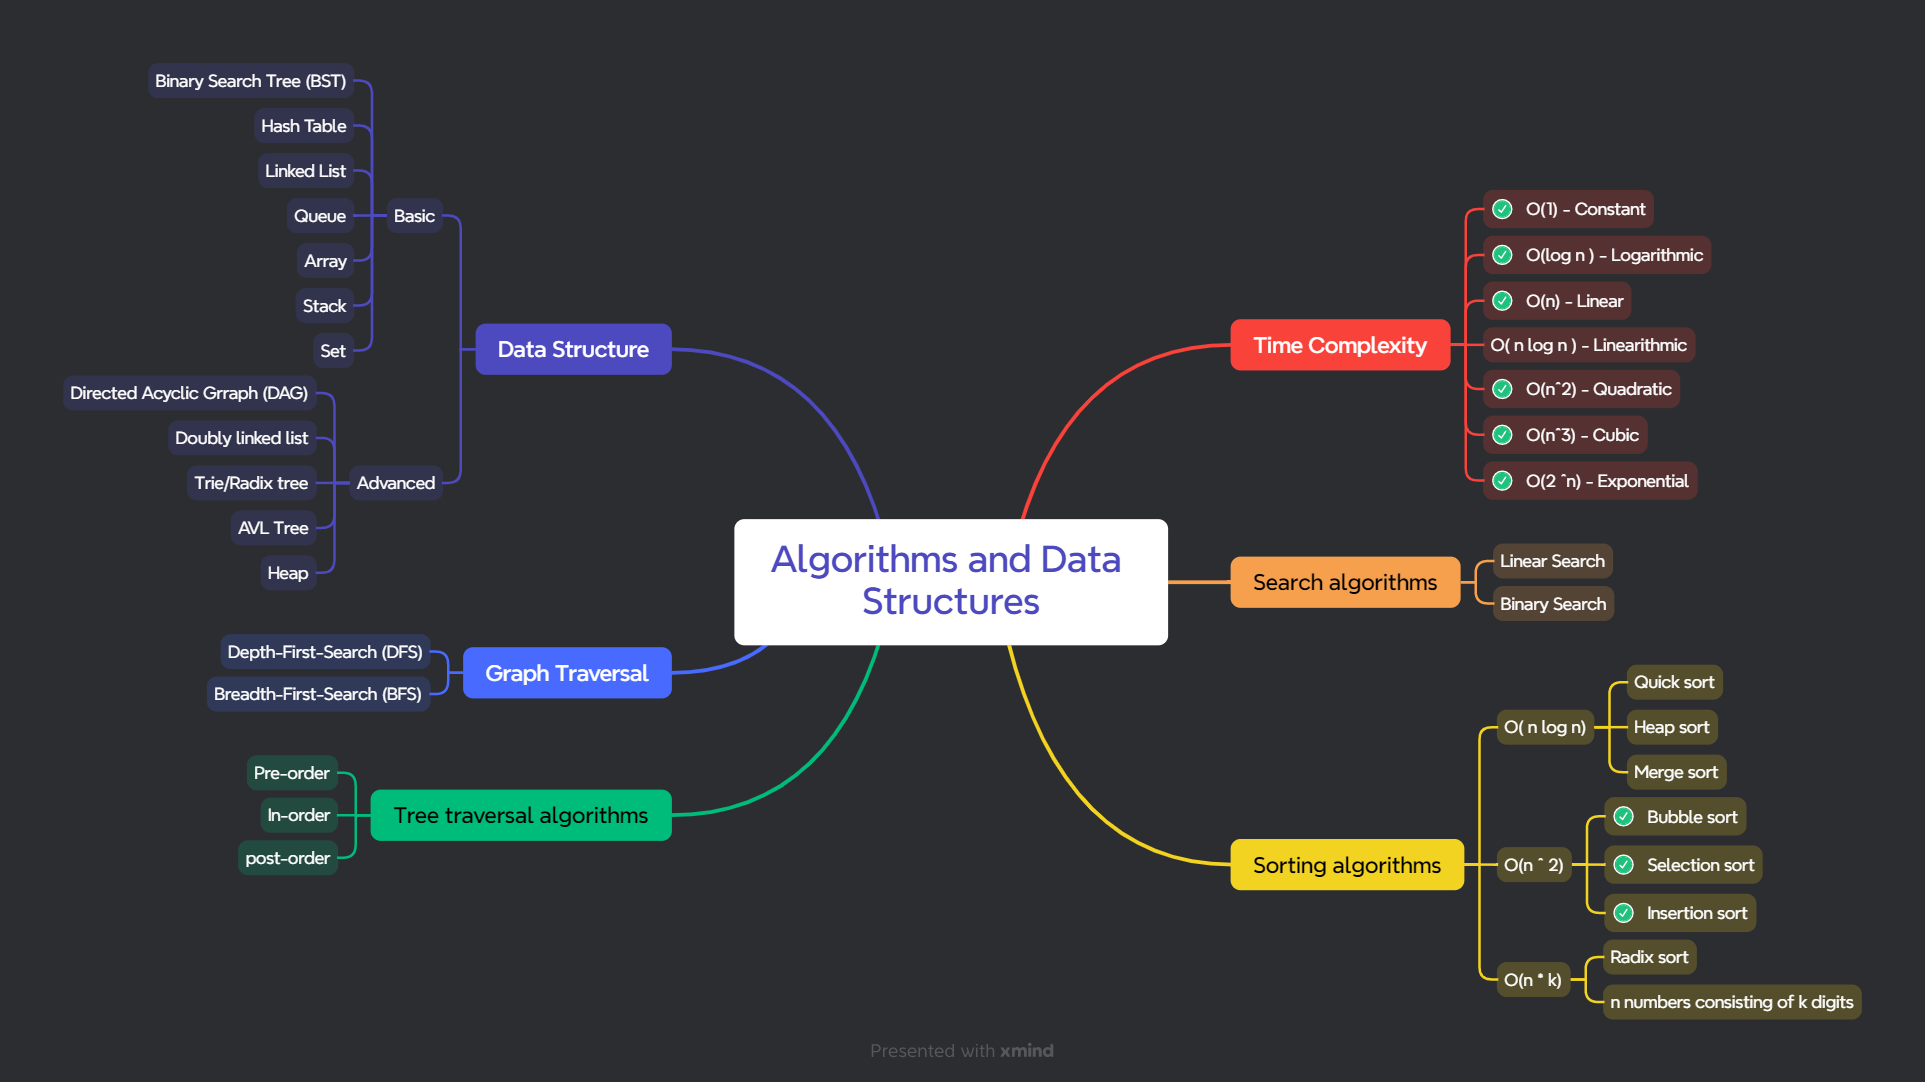 Algorithms and Data
Structures
Data Structure
Basic
Binary Search Tree (BST)
Hash Table
Linked List
Queue
Array
Stack
Set
Advanced
Directed Acyclic Grraph (DAG)
Doubly linked list
Trie/Radix tree
AVL Tree
Heap
Graph Traversal
Depth-First-Search (DFS)
Breadth-First-Search (BFS)
Tree traversal algorithms
Pre-order
In-order
post-order
Time Complexity
O(1) - Constant
O(log n ) - Logarithmic
O(n) - Linear
O( n log n ) - Linearithmic
O(n^2) - Quadratic
O(n^3) - Cubic
O(2 ^n) - Exponential
Search algorithms
Linear Search
Binary Search
Sorting algorithms
O( n log n)
Quick sort
Heap sort
Merge sort
O(n ^ 2)
Bubble sort
Selection sort
Insertion sort
O(n * k)
Radix sort
n numbers consisting of k digits
Presented with xmind